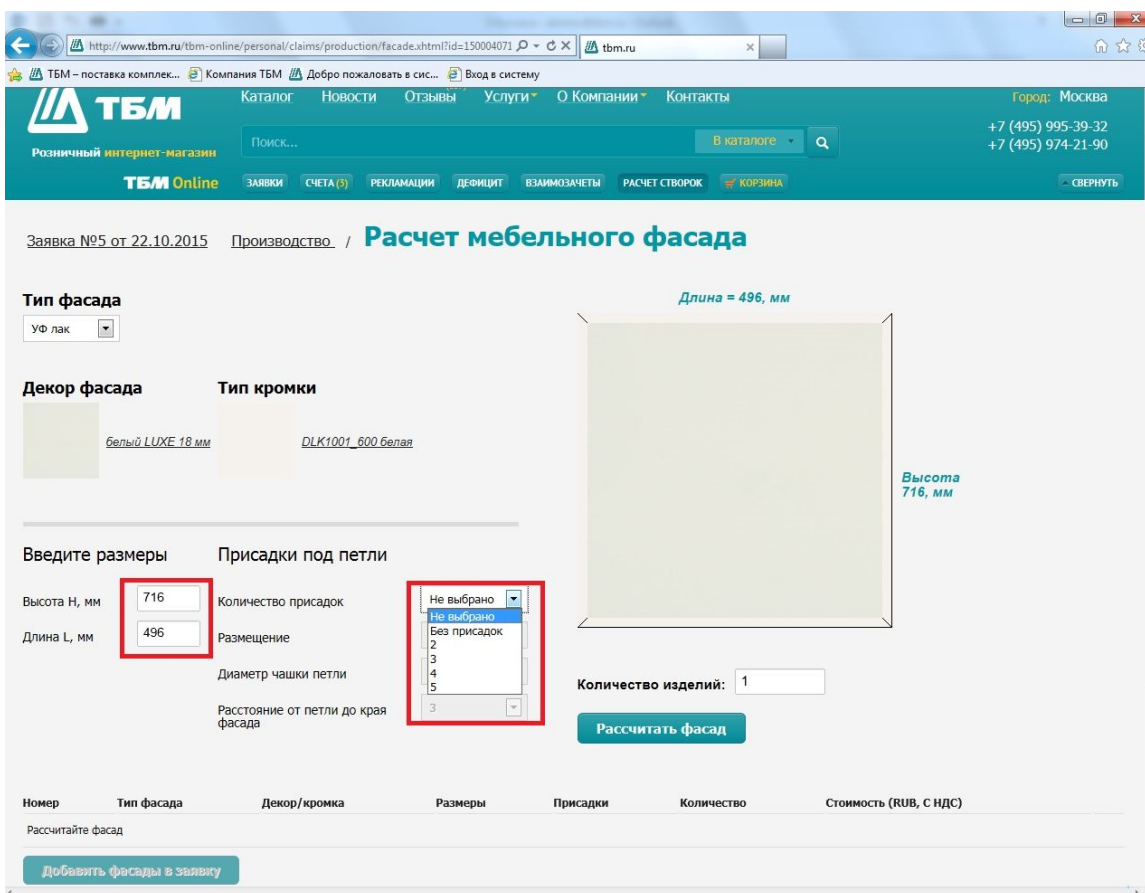 http://www.tbm.ru/tbm-online/personal/claims/production/facade.xhtml?id=150004071
tbm.ru
ТБМ – поставка комплек... Компания ТБМ Добро пожаловать в сис... Вход в систему
ТБМ
Каталог Новости Отзывы Услуги О Компании Контакты
Город: Москва
+7 (495) 995-39-32
+7 (495) 974-21-90
Поиск... В каталоге
Розничный интернет-магазин
ТБМ Online ЗАЯВКИ СЧЕТА (3) РЕКЛАМАЦИИ ДЕФИЦИТ ВЗАИМОЗАЧЕТЫ РАСЧЕТ СТВОРОК КОРЗИНА СВЕРНУТЬ
Заявка №5 от 22.10.2015 Производство / Расчет мебельного фасада
Тип фасада
УФ лак
Декор фасада Тип кромки
белый LUXE 18 мм DLK1001_600 белая
Длина = 496, мм
Высота
716, мм
Введите размеры Присадки под петли
Высота H, мм 716 Количество присадок Не выбрано
Не выбрано
Без присадок
2
3
4
5
Длина L, мм 496 Размещение
Диаметр чашки петли
Расстояние от петли до края
фасада
3
Количество изделий: 1
Рассчитать фасад
Номер Тип фасада Декор/кромка Размеры Присадки Количество Стоимость (RUB, С НДС)
Рассчитайте фасад
Добавить фасады в заявку